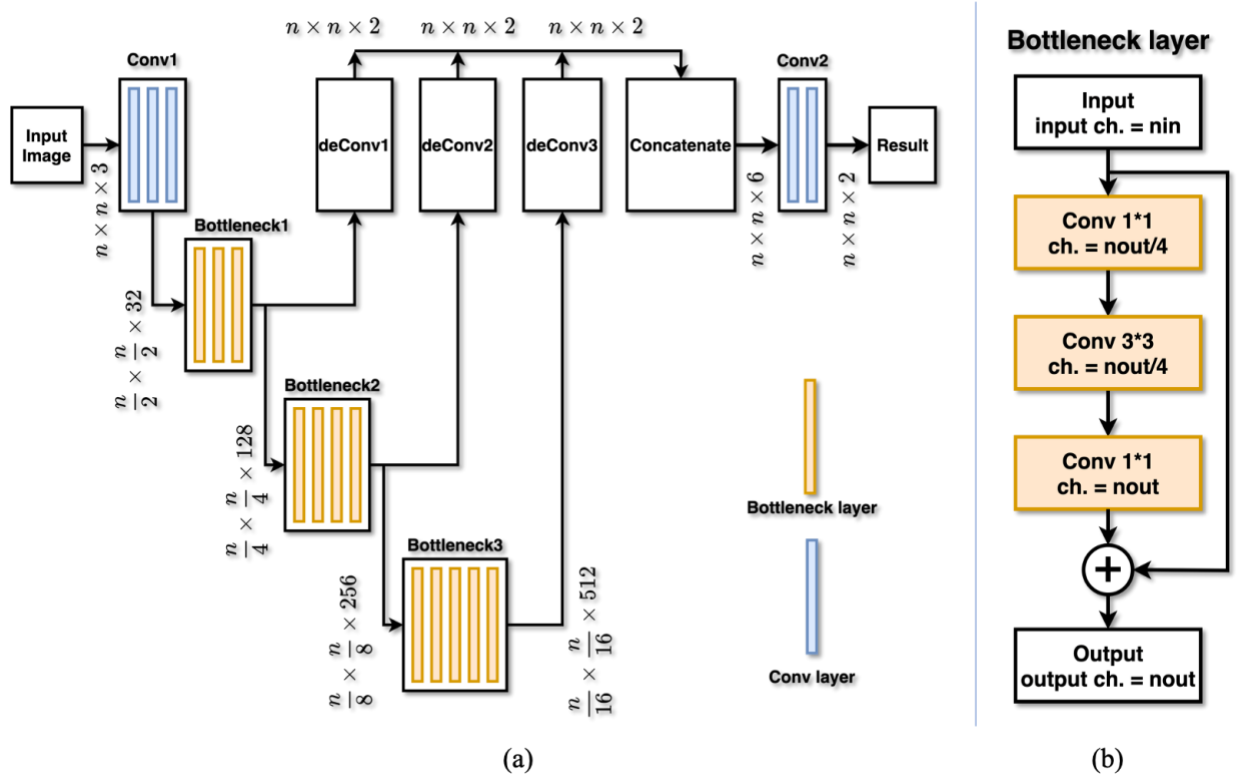 n × n × 2
n × n × 2
n × n × 2
Conv1
Conv2
Input
Image
deConv1
deConv2
deConv3
Concatenate
Result
n × n × 3
n × n × 6
n × n × 2
Bottleneck1
n/2 × n/2 × 32
Bottleneck2
n/4 × n/4 × 128
Bottleneck layer
Bottleneck3
n/8 × n/8 × 256
n/16 × n/16 × 512
Conv layer
(a)
Bottleneck layer
Input
input ch. = nin
Conv 1*1
ch. = nout/4
Conv 3*3
ch. = nout/4
Conv 1*1
ch. = nout
+
Output
output ch. = nout
(b)